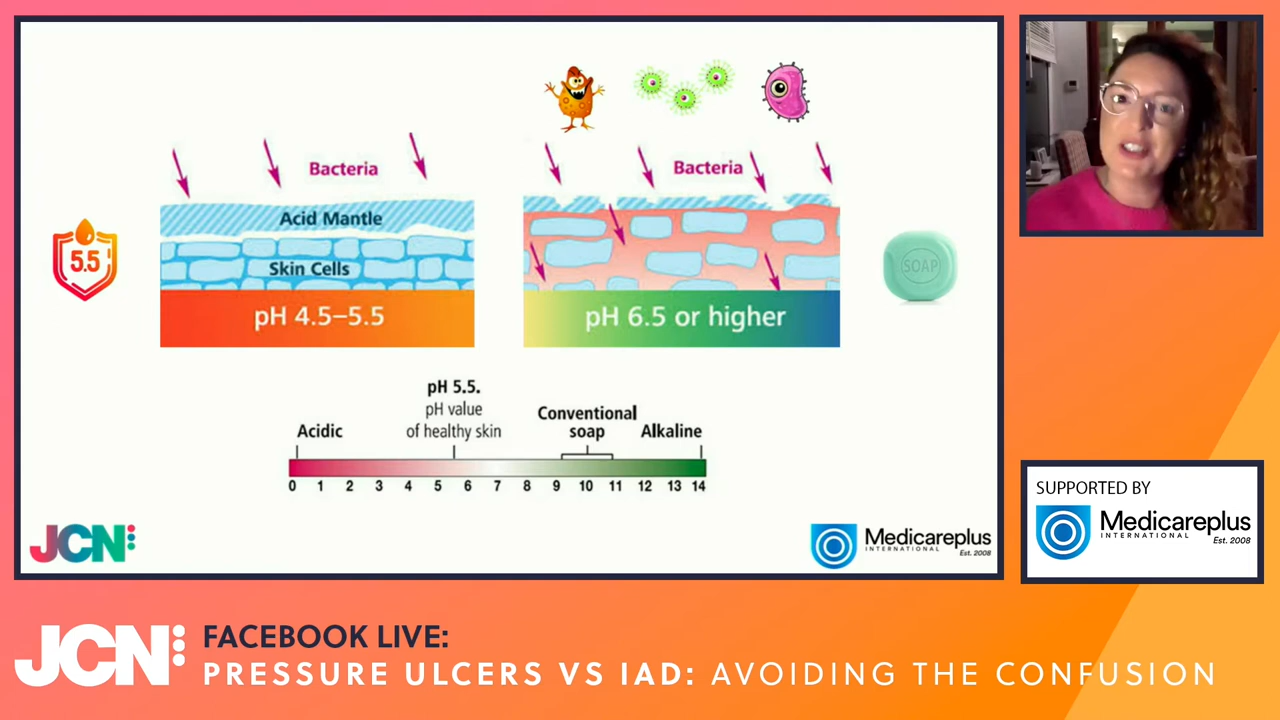 Bacteria
Acid Mantle
Skin Cells
pH 4.5–5.5
5.5
Bacteria
pH 6.5 or higher
SOAP
pH 5.5.
pH value
of healthy skin
Acidic
Conventional
soap
Alkaline
0 1 2 3 4 5 6 7 8 9 10 11 12 13 14
JCN
Medicareplus
INTERNATIONAL
Est. 2008
SUPPORTED BY
Medicareplus
INTERNATIONAL
Est. 2008
JCN
FACEBOOK LIVE:
PRESSURE ULCERS VS IAD: AVOIDING THE CONFUSION